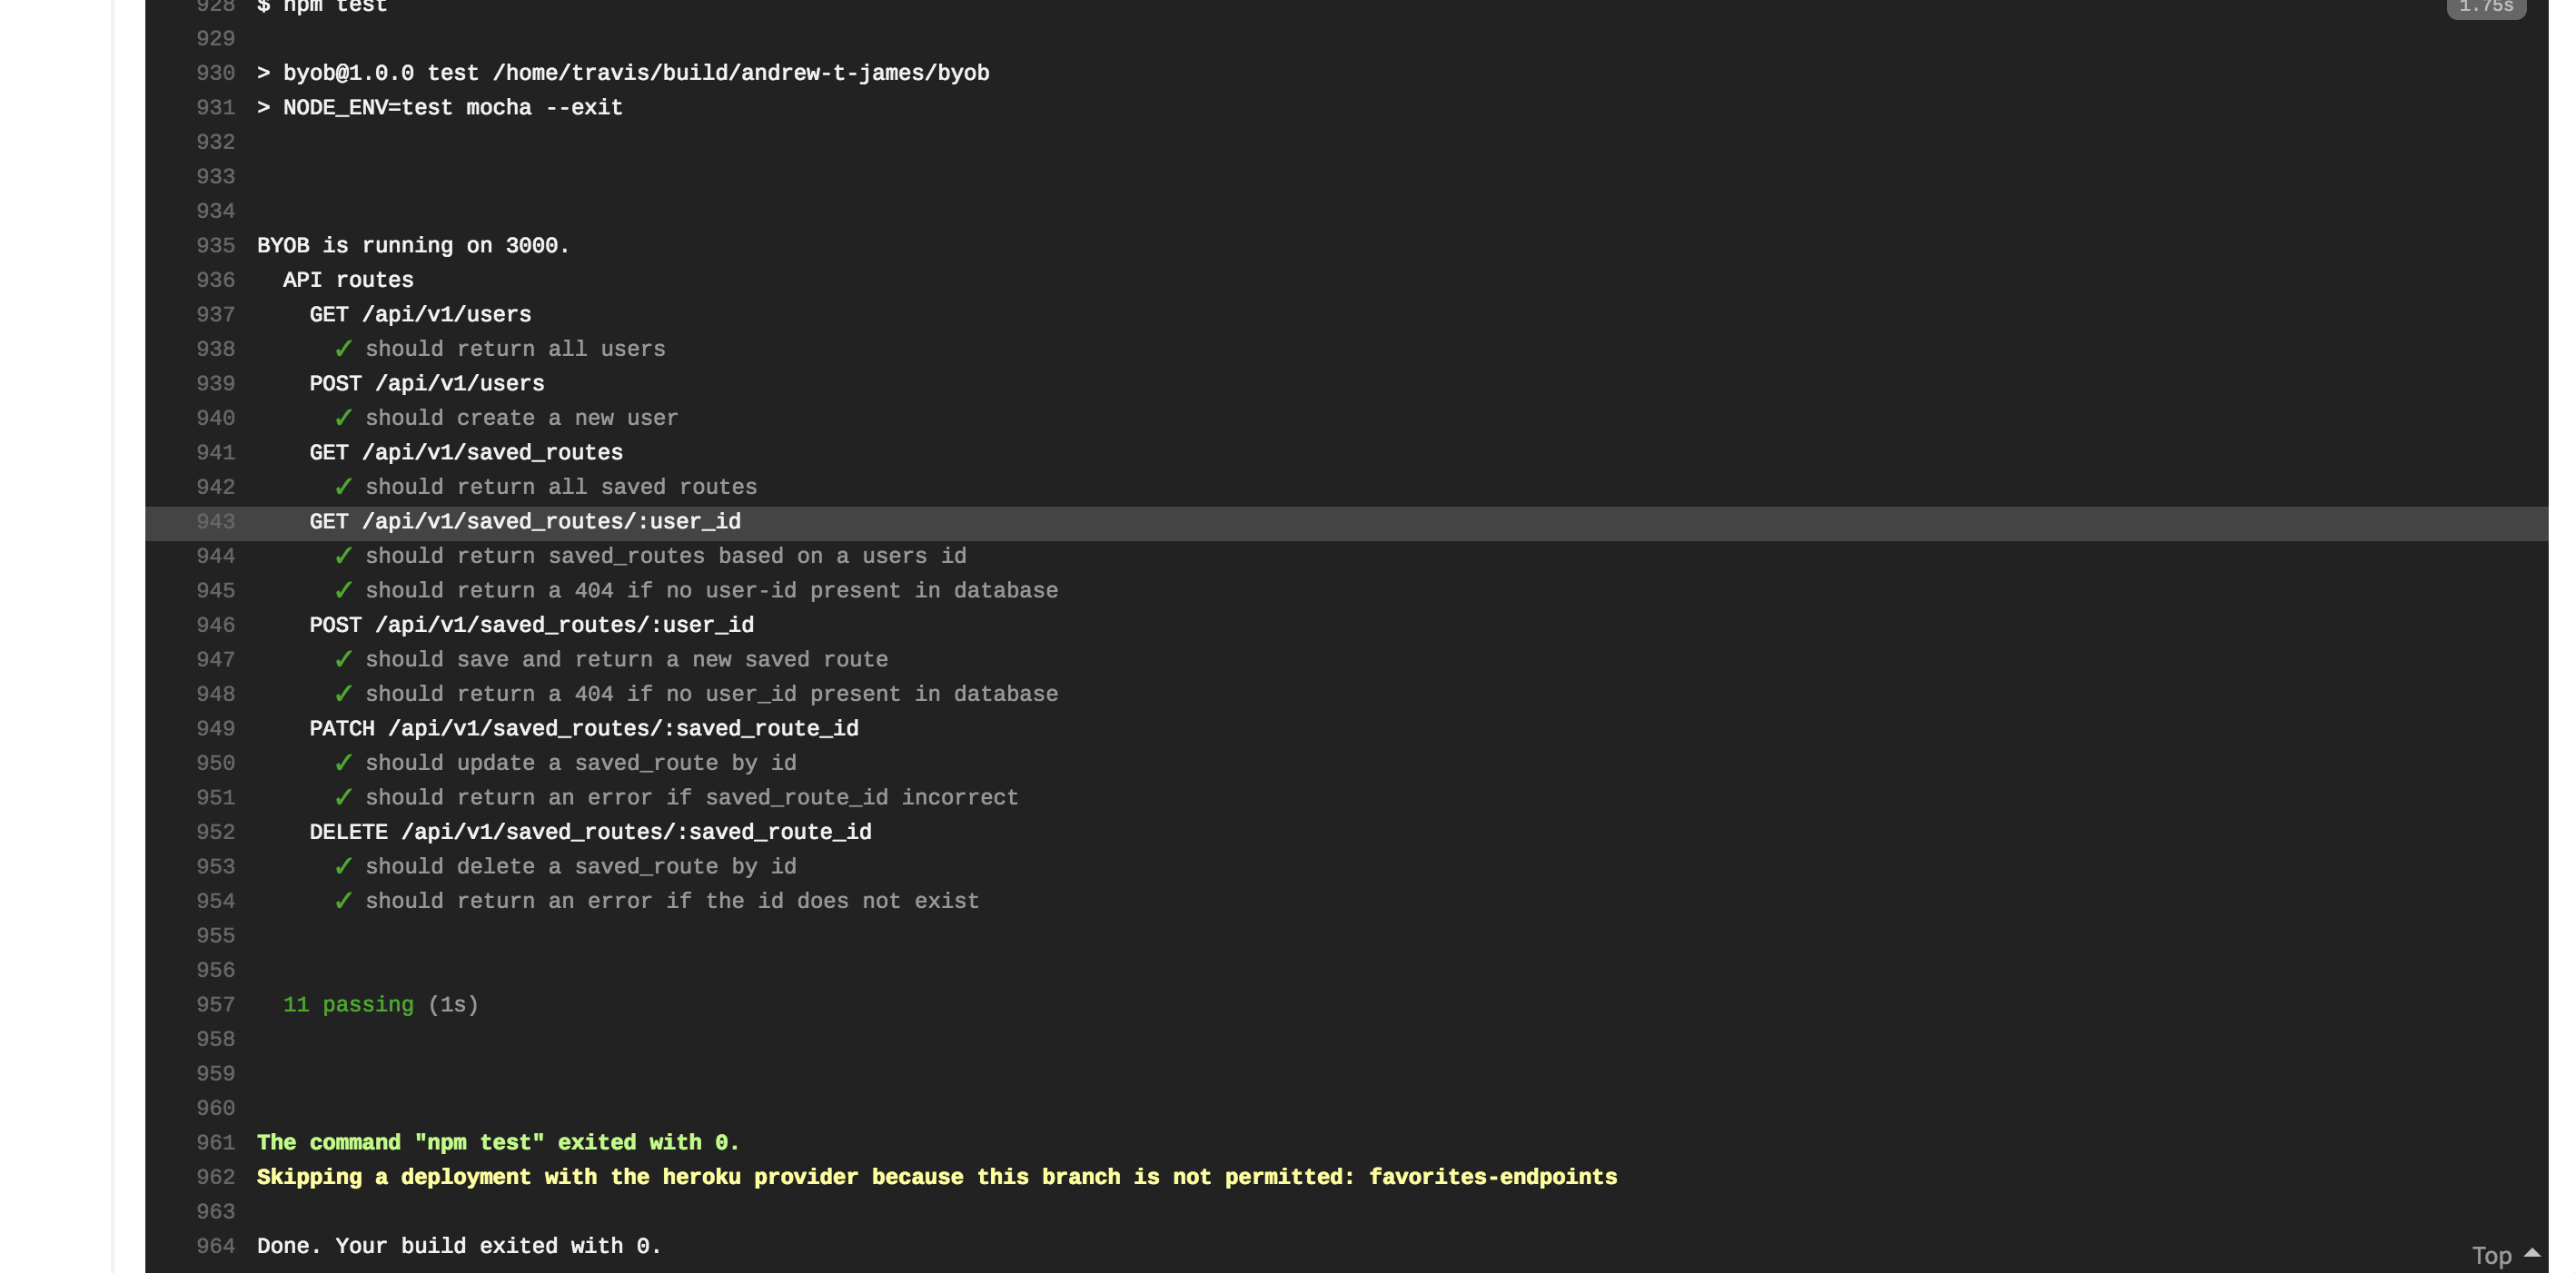 928 $ npm test 1.75s
929
930 > byob@1.0.0 test /home/travis/build/andrew-t-james/byob
931 > NODE_ENV=test mocha --exit
932
933
934
935 BYOB is running on 3000.
936 API routes
937 GET /api/v1/users
938 ✓ should return all users
939 POST /api/v1/users
940 ✓ should create a new user
941 GET /api/v1/saved_routes
942 ✓ should return all saved routes
943 GET /api/v1/saved_routes/:user_id
944 ✓ should return saved_routes based on a users id
945 ✓ should return a 404 if no user-id present in database
946 POST /api/v1/saved_routes/:user_id
947 ✓ should save and return a new saved route
948 ✓ should return a 404 if no user_id present in database
949 PATCH /api/v1/saved_routes/:saved_route_id
950 ✓ should update a saved_route by id
951 ✓ should return an error if saved_route_id incorrect
952 DELETE /api/v1/saved_routes/:saved_route_id
953 ✓ should delete a saved_route by id
954 ✓ should return an error if the id does not exist
955
956
957 11 passing (1s)
958
959
960
961 The command "npm test" exited with 0.
962 Skipping a deployment with the heroku provider because this branch is not permitted: favorites-endpoints
963
964 Done. Your build exited with 0.
Top